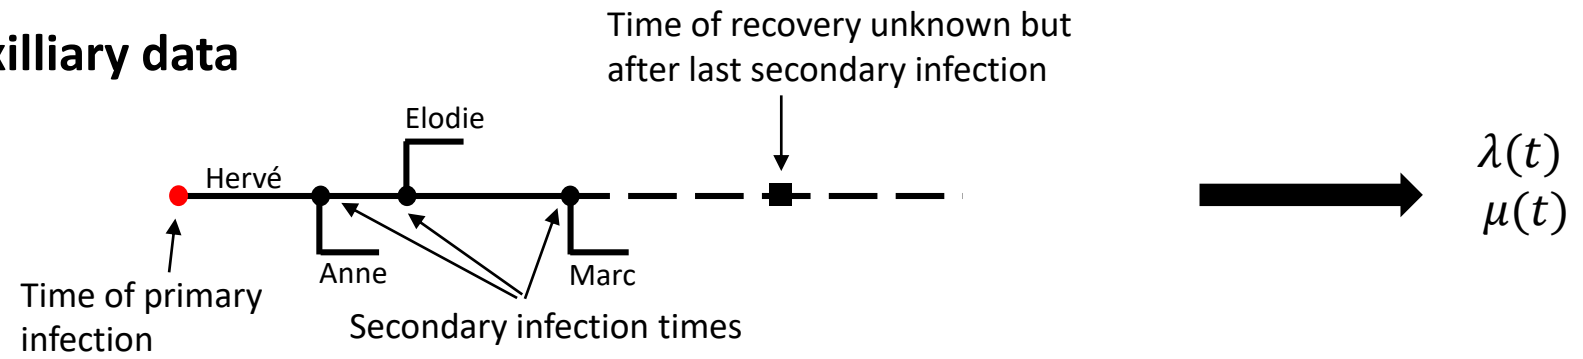 xilliary data
Time of recovery unknown but
after last secondary infection
Elodie
Hervé
Anne
Marc
Time of primary
infection
Secondary infection times
λ(t)
μ(t)